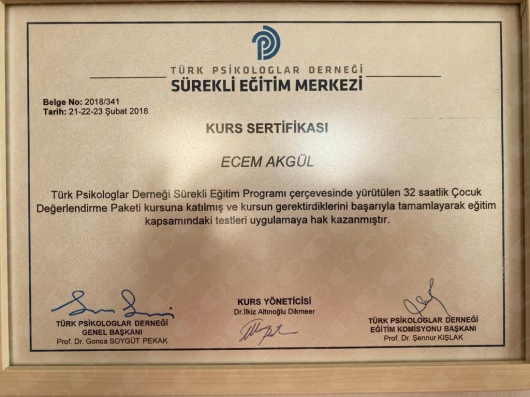 TÜRK PSİKOLOGLAR DERNEĞİ
SÜREKLİ EĞİTİM MERKEZİ
Belge No: 2018/341
Tarih: 21-22-23 Şubat 2018
KURS SERTİFİKASI
ECEM AKGÜL
Türk Psikologlar Derneği Sürekli Eğitim Programı çerçevesinde yürütülen 32 saatlik Çocuk
Değerlendirme Paketi kursuna katılmış ve kursun gerektirdiklerini başarıyla tamamlayarak eğitim
kapsamındaki testleri uygulamaya hak kazanmıştır.
TÜRK PSİKOLOGLAR DERNEĞİ
GENEL BAŞKANI
Prof. Dr. Gonca SOYGÜT PEKAK
KURS YÖNETİCİSİ
Dr.İlkiz Altınoğlu Dikmeer
TÜRK PSİKOLOGLAR DERNEĞİ
EĞİTİM KOMİSYONU BAŞKANI
Prof. Dr. Şennur KIŞLAK